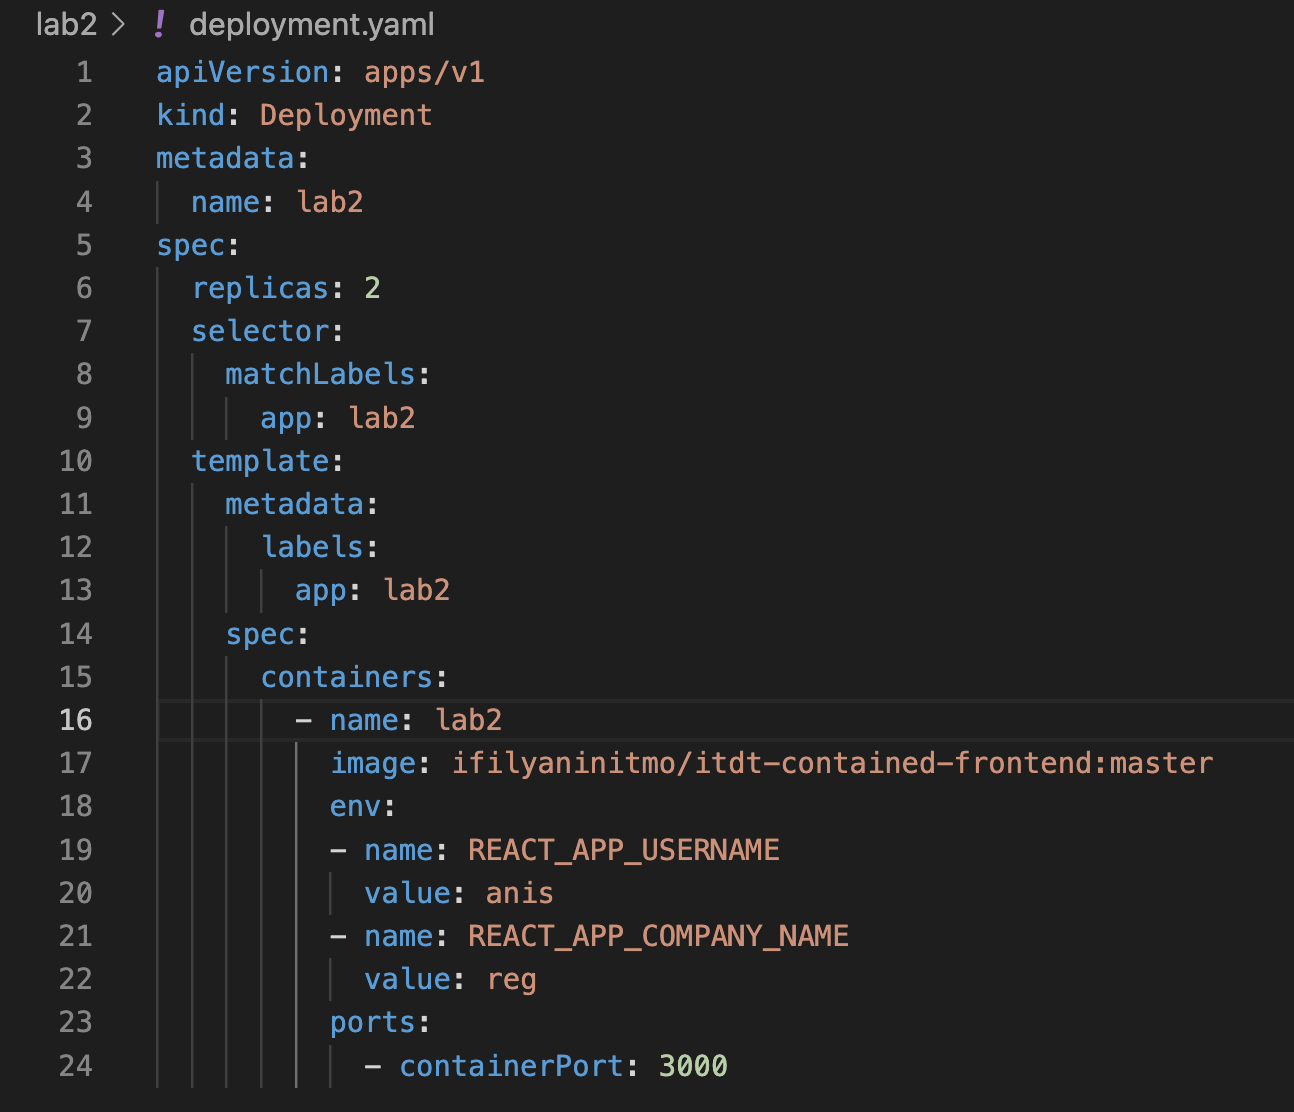 lab2 > ! deployment.yaml
1 apiVersion: apps/v1
2 kind: Deployment
3 metadata:
4   name: lab2
5 spec:
6   replicas: 2
7   selector:
8     matchLabels:
9       app: lab2
10   template:
11     metadata:
12       labels:
13         app: lab2
14     spec:
15       containers:
16         - name: lab2
17           image: ifilyaninitmo/itdt-contained-frontend:master
18           env:
19           - name: REACT_APP_USERNAME
20             value: anis
21           - name: REACT_APP_COMPANY_NAME
22             value: reg
23           ports:
24             - containerPort: 3000